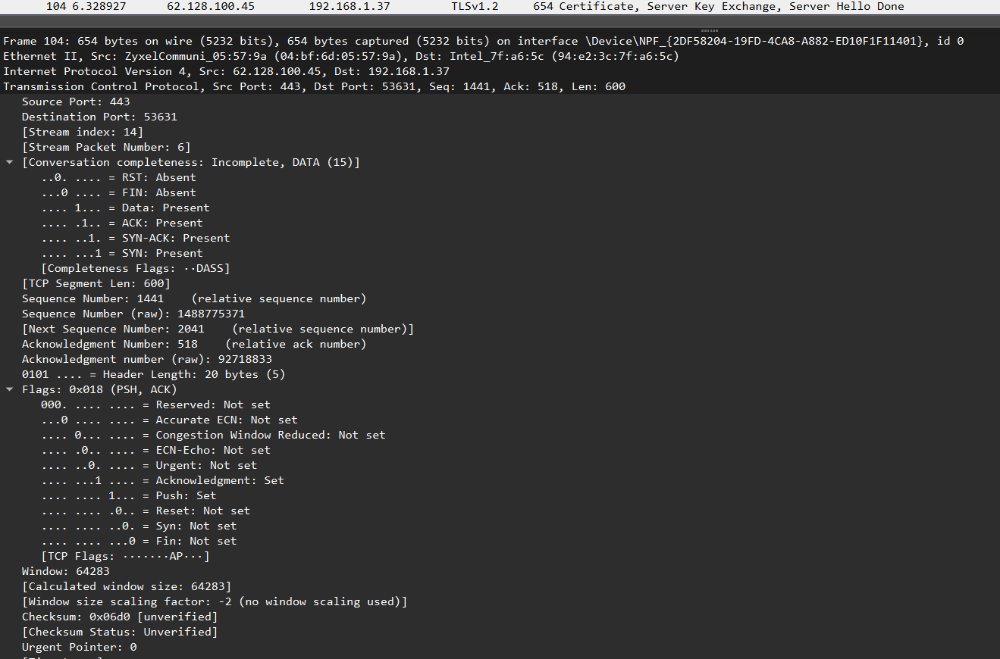 104 6.328927 62.128.100.45 192.168.1.37 TLSv1.2 654 Certificate, Server Key Exchange, Server Hello Done
Frame 104: 654 bytes on wire (5232 bits), 654 bytes captured (5232 bits) on interface \Device\NPF_{2DF58204-19FD-4CA8-A882-ED10F1F11401}, id 0
Ethernet II, Src: ZyxelCommuni_05:57:9a (04:bf:6d:05:57:9a), Dst: Intel_7f:a6:5c (94:e2:3c:7f:a6:5c)
Internet Protocol Version 4, Src: 62.128.100.45, Dst: 192.168.1.37
Transmission Control Protocol, Src Port: 443, Dst Port: 53631, Seq: 1441, Ack: 518, Len: 600
Source Port: 443
Destination Port: 53631
[Stream index: 14]
[Stream Packet Number: 6]
[Conversation completeness: Incomplete, DATA (15)]
..0. .... = RST: Absent
...0 .... = FIN: Absent
.... 1... = Data: Present
.... .1.. = ACK: Present
.... ..1. = SYN-ACK: Present
.... ...1 = SYN: Present
[Completeness Flags: ··DASS]
[TCP Segment Len: 600]
Sequence Number: 1441    (relative sequence number)
Sequence Number (raw): 1488775371
[Next Sequence Number: 2041    (relative sequence number)]
Acknowledgment Number: 518    (relative ack number)
Acknowledgment number (raw): 92718833
0101 .... = Header Length: 20 bytes (5)
Flags: 0x018 (PSH, ACK)
000. .... .... = Reserved: Not set
...0 .... .... = Accurate ECN: Not set
.... 0... .... = Congestion Window Reduced: Not set
.... .0.. .... = ECN-Echo: Not set
.... ..0. .... = Urgent: Not set
.... ...1 .... = Acknowledgment: Set
.... .... 1... = Push: Set
.... .... .0.. = Reset: Not set
.... .... ..0. = Syn: Not set
.... .... ...0 = Fin: Not set
[TCP Flags: ·······AP···]
Window: 64283
[Calculated window size: 64283]
[Window size scaling factor: -2 (no window scaling used)]
Checksum: 0x06d0 [unverified]
[Checksum Status: Unverified]
Urgent Pointer: 0